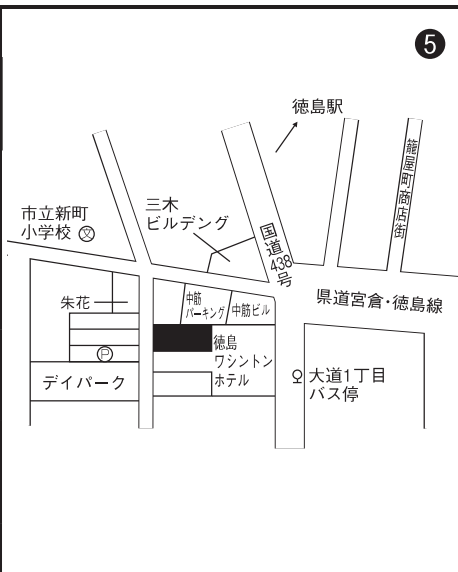 5
徳島駅
籠屋町商店街
三木
ビルデング
市立新町
小学校 文
国道
438
号
県道宮倉・徳島線
朱花
中筋
パーキング
中筋ビル
徳島
ワシントン
ホテル
P
デイパーク
大道1丁目
バス停